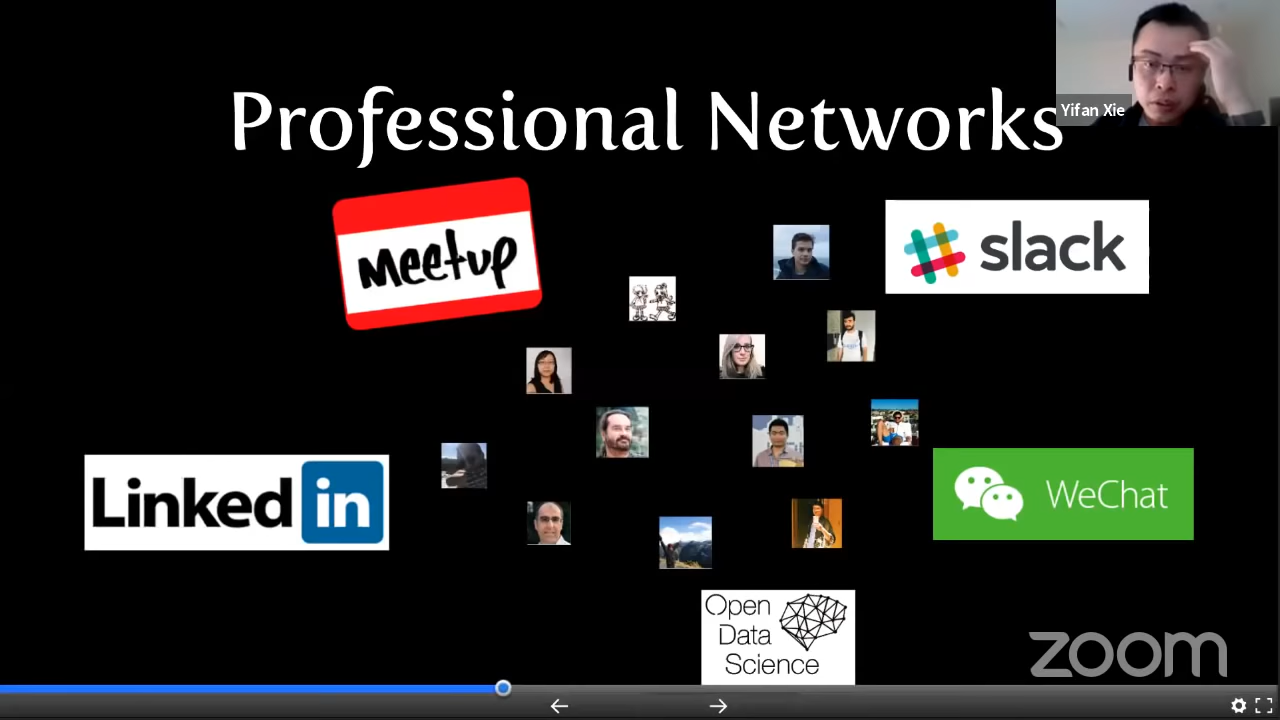 Professional Networks
Yifan Xie
meetup
slack
Linked in
WeChat
Open
Data
Science
zoom